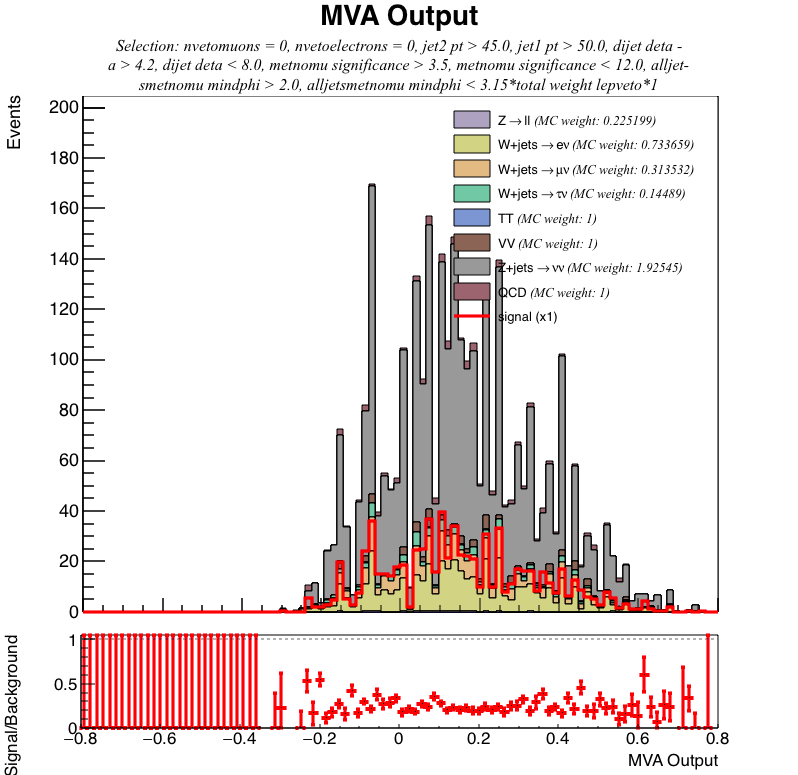 MVA Output
Selection: nvetomuons = 0, nvetoelectrons = 0, jet2 pt > 45.0, jet1 pt > 50.0, dijet deta -
a > 4.2, dijet deta < 8.0, metnomu significance > 3.5, metnomu significance < 12.0, alljet-
smetnomu mindphi > 2.0, alljetsmetnomu mindphi < 3.15*total weight lepveto*1
Events
200
180
160
140
120
100
80
60
40
20
0
Z→ll (MC weight: 0.225199)
W+jets→eν (MC weight: 0.733659)
W+jets→μν (MC weight: 0.313532)
W+jets→τν (MC weight: 0.14489)
TT (MC weight: 1)
VV (MC weight: 1)
Z+jets→νν (MC weight: 1.92545)
QCD (MC weight: 1)
signal (x1)
Signal/Background
1
0.5
0
−0.8 −0.6 −0.4 −0.2 0 0.2 0.4 0.6 0.8
MVA Output